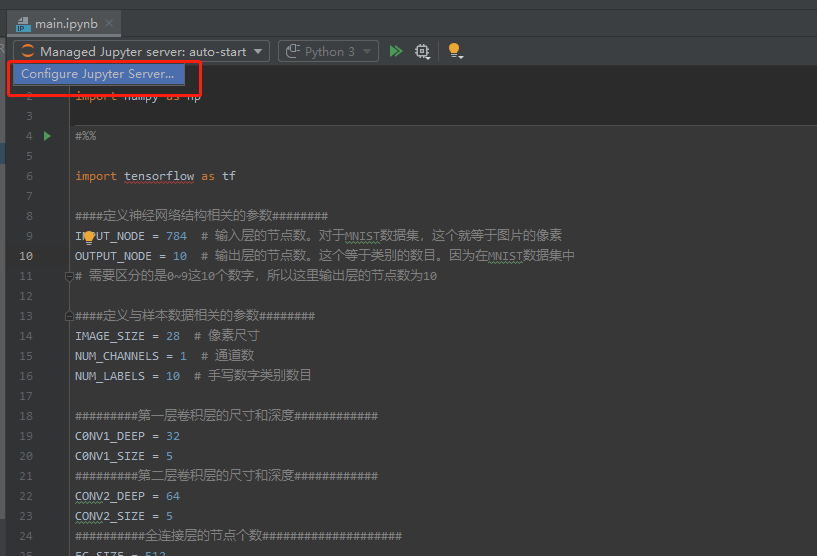 main.ipynb
Managed Jupyter server: auto-start Python 3
Configure Jupyter Server...
2 import numpy as np
3
4 #%%
5
6 import tensorflow as tf
7
8 ####定义神经网络结构相关的参数########
9 INPUT_NODE = 784 # 输入层的节点数。对于MNIST数据集，这个就等于图片的像素
10 OUTPUT_NODE = 10 # 输出层的节点数。这个等于类别的数目。因为在MNIST数据集中
11 # 需要区分的是0~9这10个数字，所以这里输出层的节点数为10
12
13 ####定义与样本数据相关的参数########
14 IMAGE_SIZE = 28 # 像素尺寸
15 NUM_CHANNELS = 1 # 通道数
16 NUM_LABELS = 10 # 手写数字类别数目
17
18 #########第一层卷积层的尺寸和深度############
19 C0NV1_DEEP = 32
20 C0NV1_SIZE = 5
21 #########第二层卷积层的尺寸和深度############
22 CONV2_DEEP = 64
23 CONV2_SIZE = 5
24 ##########全连接层的节点个数####################
25 FC_SIZE = 512